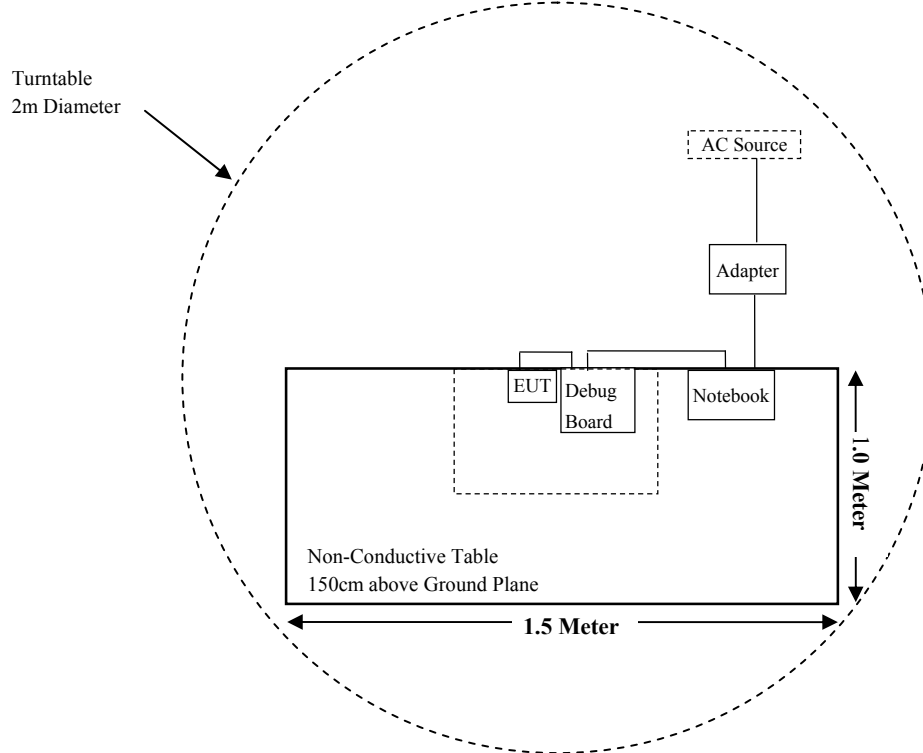 Turntable
2m Diameter
AC Source
Adapter
EUT
Debug
Board
Notebook
1.0 Meter
Non-Conductive Table
150cm above Ground Plane
1.5 Meter